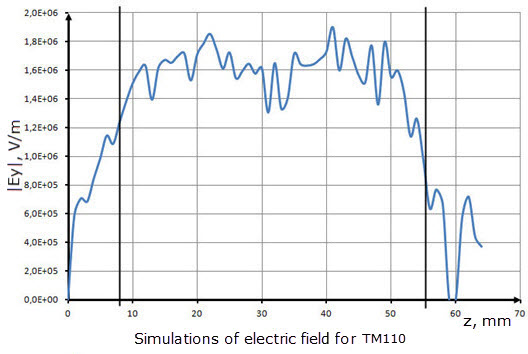 2,0E+06
1,8E+06
1,6E+06
1,4E+06
1,2E+06
1,0E+06
8,0E+05
6,0E+05
4,0E+05
2,0E+05
0,0E+00
|Ey|, V/m
0 10 20 30 40 50 60 70
z, mm
Simulations of electric field for TM110